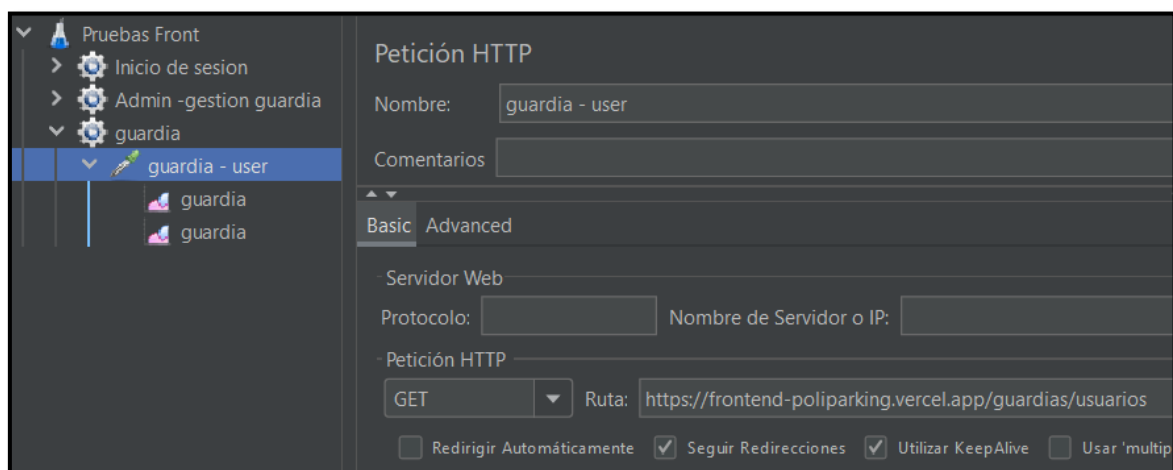 Pruebas Front
Inicio de sesion
Admin -gestion guardia
guardia
guardia - user
guardia
guardia
Petición HTTP
Nombre: guardia - user
Comentarios
Basic Advanced
Servidor Web
Protocolo: Nombre de Servidor o IP:
Petición HTTP
GET Ruta: https://frontend-poliparking.vercel.app/guardias/usuarios
Redirigir Automáticamente Seguir Redirecciones Utilizar KeepAlive Usar 'multip